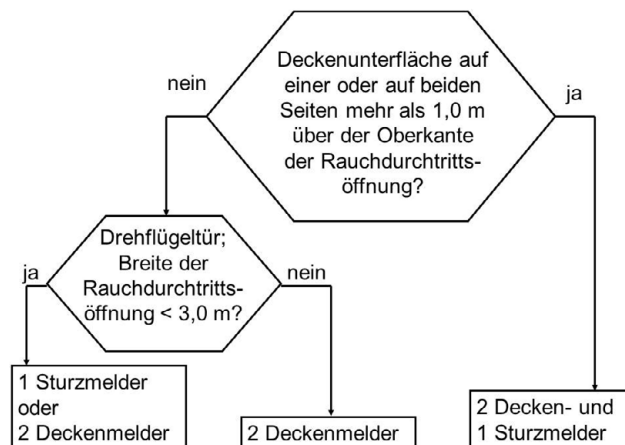 Deckenunterfläche auf
einer oder auf beiden
Seiten mehr als 1,0 m
über der Oberkante
der Rauchdurchtritts-
öffnung?
nein
ja
Drehflügeltür;
Breite der
Rauchdurchtritts-
öffnung < 3,0 m?
ja
nein
1 Sturzmelder
oder
2 Deckenmelder
2 Deckenmelder
2 Decken- und
1 Sturzmelder